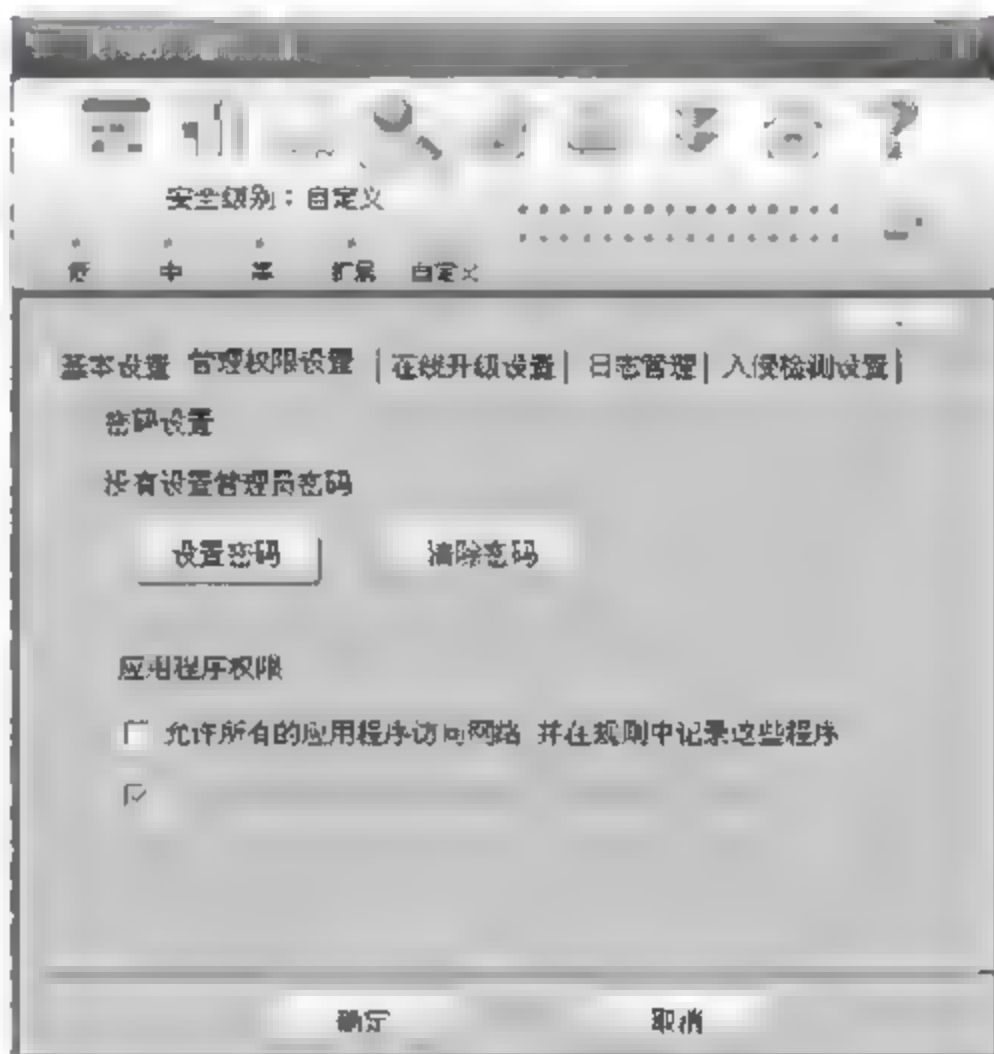 安全级别：自定义
低 中 高 扩展 自定义
基本设置 管理权限设置 在线升级设置 日志管理 入侵检测设置
密码设置
没有设置管理员密码
设置密码 清除密码
应用程序权限
允许所有的应用程序访问网络 并在规则中记录这些程序
确定 取消